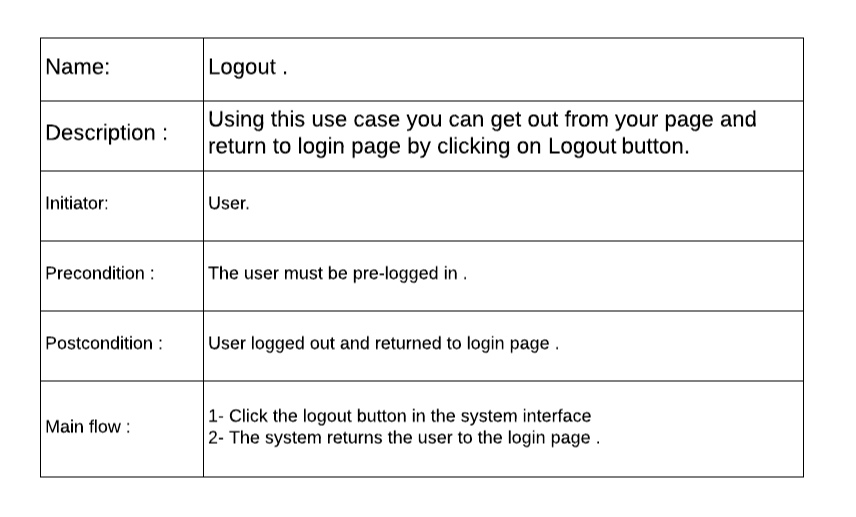 Name:
Logout .
Description :
Using this use case you can get out from your page and
return to login page by clicking on Logout button.
Initiator:
User.
Precondition :
The user must be pre-logged in .
Postcondition :
User logged out and returned to login page .
Main flow :
1- Click the logout button in the system interface
2- The system returns the user to the login page .